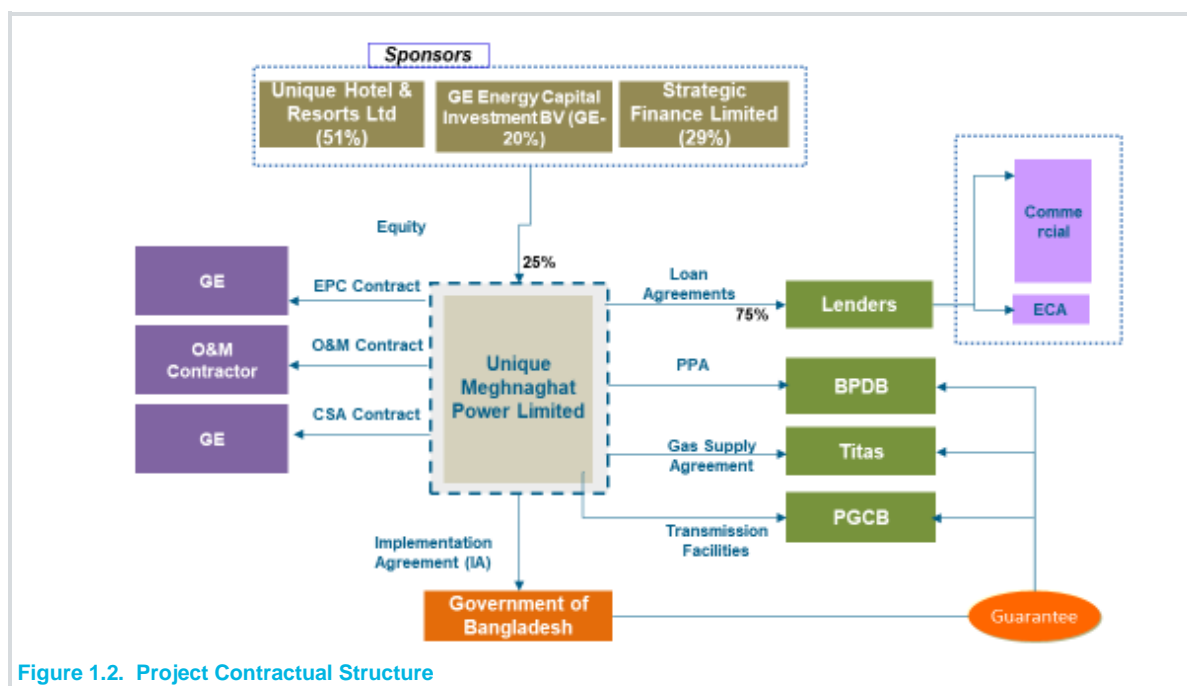 Sponsors
Unique Hotel &
Resorts Ltd
(51%)
GE Energy Capital
Investment BV (GE-
20%)
Strategic
Finance Limited
(29%)
Equity
25%
GE
EPC Contract
O&M
Contractor
O&M Contract
GE
CSA Contract
Unique
Meghnaghat
Power Limited
Loan
Agreements
75%
Lenders
Comme
rcial
ECA
PPA
BPDB
Gas Supply
Agreement
Titas
Transmission
Facilities
PGCB
Implementation
Agreement (IA)
Government of
Bangladesh
Guarantee
Figure 1.2. Project Contractual Structure